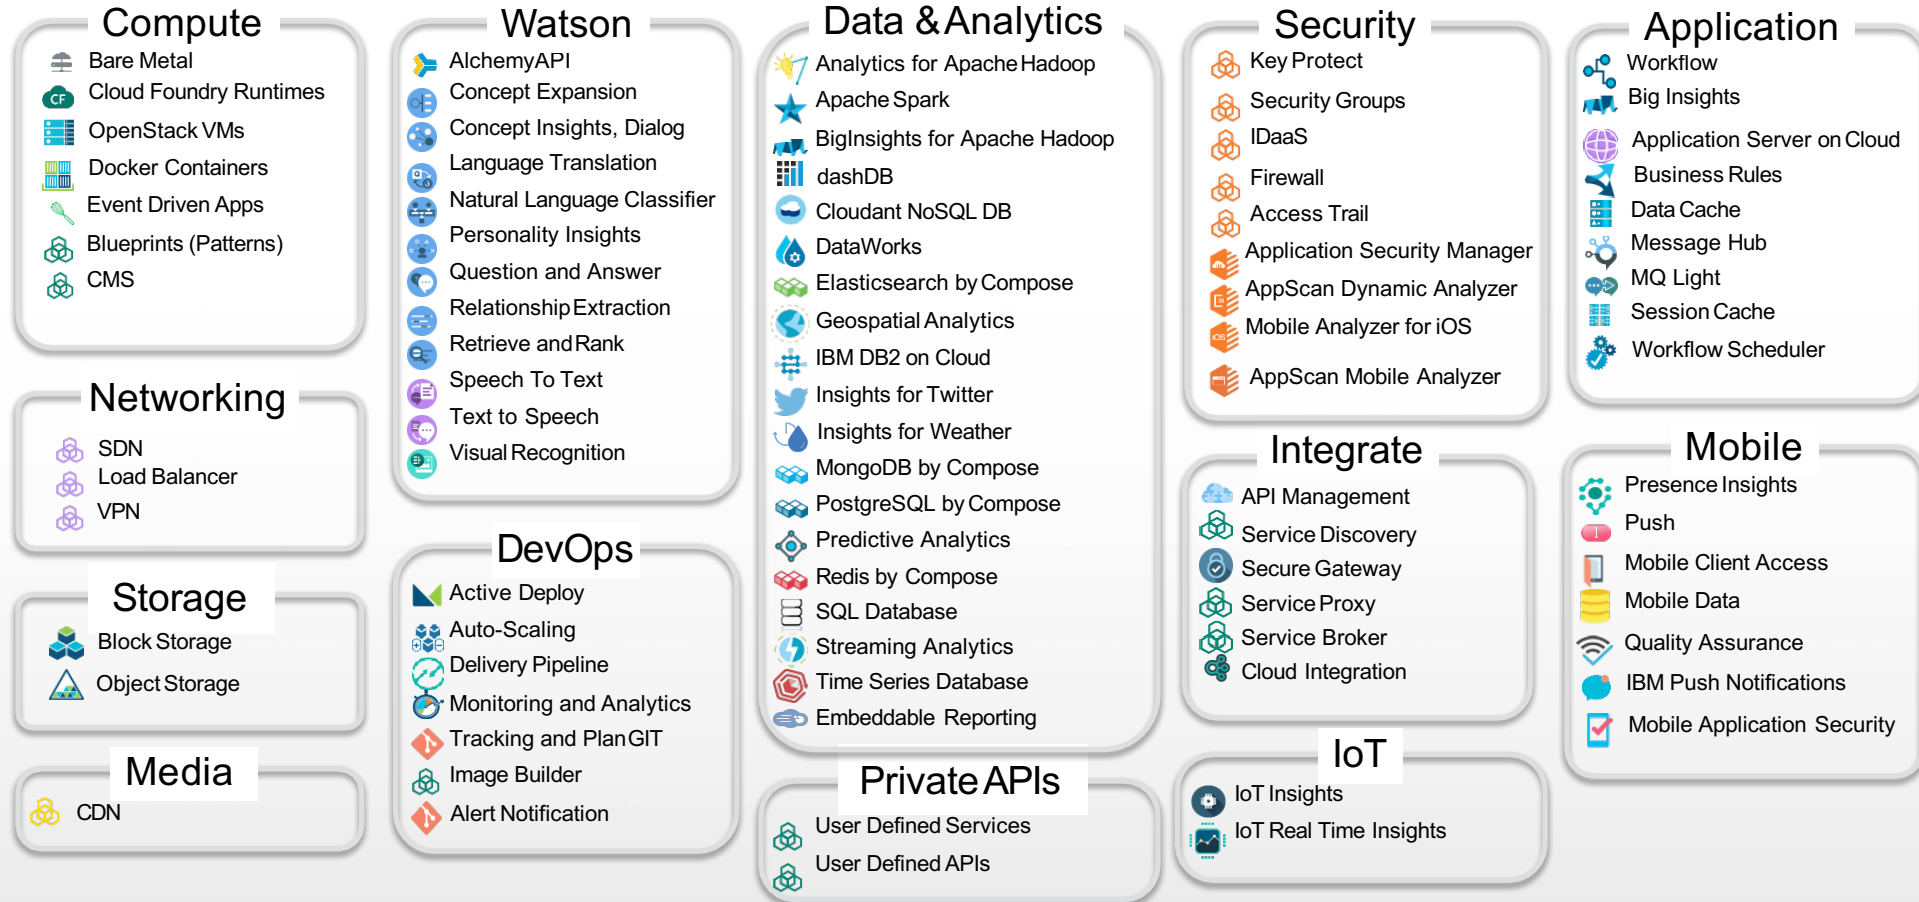 Compute
Bare Metal
CF
Cloud Foundry Runtimes
OpenStack VMs
Docker Containers
Event Driven Apps
Blueprints (Patterns)
CMS
Networking
SDN
Load Balancer
VPN
Storage
Block Storage
Object Storage
Media
CDN
Watson
AlchemyAPI
Concept Expansion
Concept Insights, Dialog
Language Translation
Natural Language Classifier
Personality Insights
Question and Answer
Relationship Extraction
Retrieve and Rank
Speech To Text
Text to Speech
Visual Recognition
DevOps
Active Deploy
Auto-Scaling
Delivery Pipeline
Monitoring and Analytics
Tracking and Plan GIT
Image Builder
Alert Notification
Data & Analytics
Analytics for Apache Hadoop
Apache Spark
BigInsights for Apache Hadoop
dashDB
Cloudant NoSQL DB
DataWorks
Elasticsearch by Compose
Geospatial Analytics
IBM DB2 on Cloud
Insights for Twitter
Insights for Weather
MongoDB by Compose
PostgreSQL by Compose
Predictive Analytics
Redis by Compose
SQL Database
Streaming Analytics
Time Series Database
Embeddable Reporting
Private APIs
User Defined Services
User Defined APIs
Security
Key Protect
Security Groups
IDaaS
Firewall
Access Trail
Application Security Manager
AppScan Dynamic Analyzer
iOS
Mobile Analyzer for iOS
AppScan Mobile Analyzer
Integrate
API Management
Service Discovery
Secure Gateway
Service Proxy
Service Broker
Cloud Integration
IoT
IoT Insights
IoT Real Time Insights
Application
Workflow
Big Insights
Application Server on Cloud
Business Rules
Data Cache
Message Hub
MQ Light
Session Cache
Workflow Scheduler
Mobile
Presence Insights
1
Push
Mobile Client Access
Mobile Data
Quality Assurance
IBM Push Notifications
Mobile Application Security